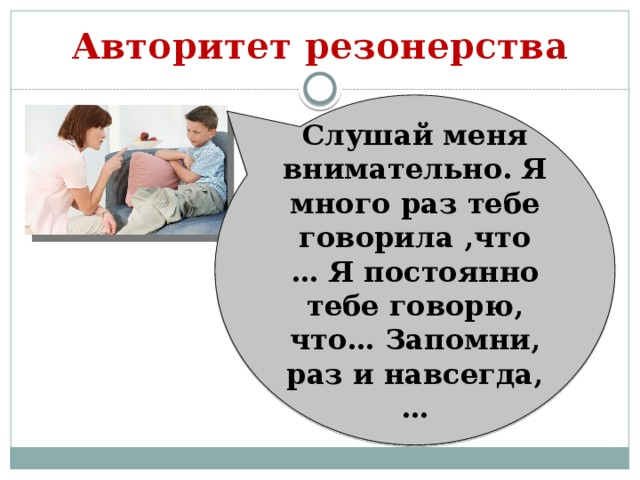 Авторитет резонерства
Слушай меня
внимательно. Я
много раз тебе
говорила ,что
… Я постоянно
тебе говорю,
что… Запомни,
раз и навсегда,
…